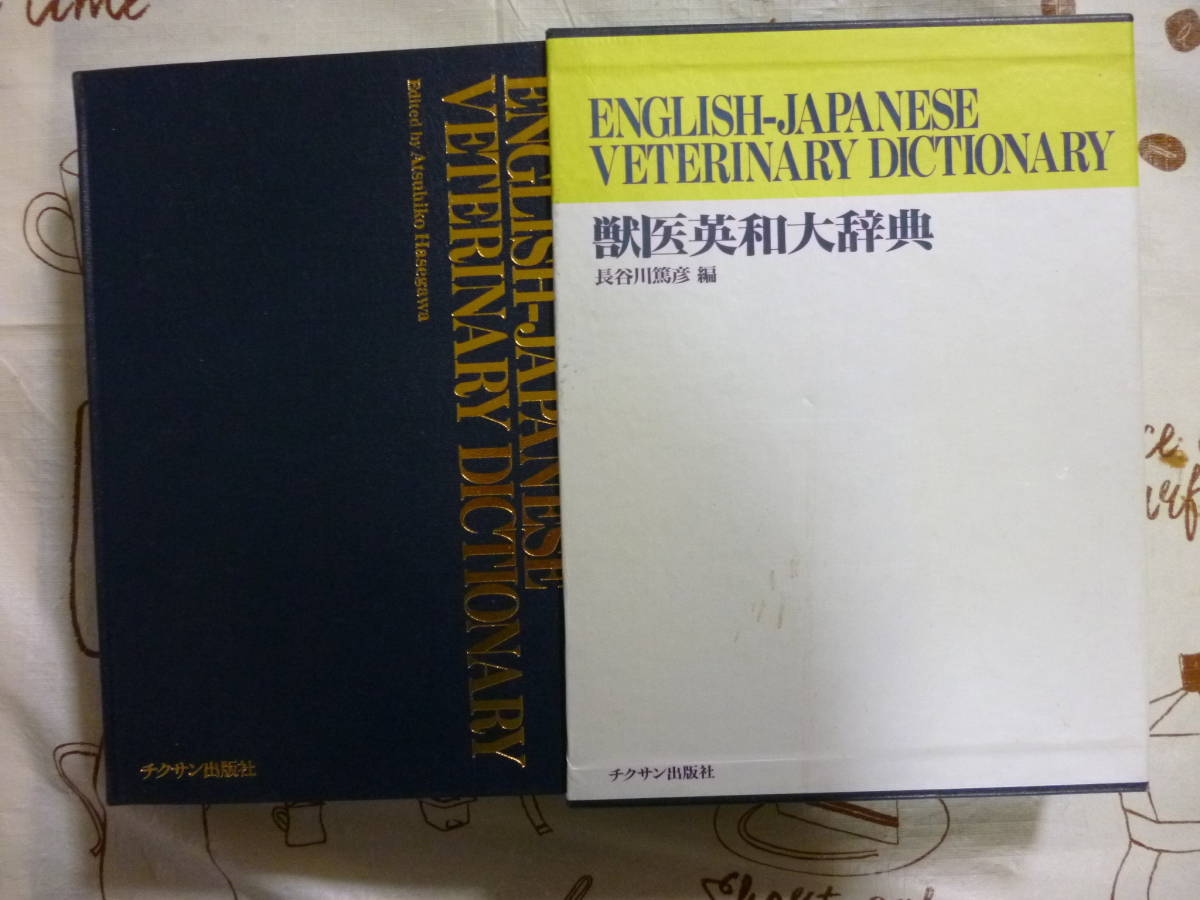 time
ENGLISH-JAPANESE
VETERINARY DICTIONARY
Edited by Atsuhiko Hasegawa
チクサン出版社
ENGLISH-JAPANESE
VETERINARY DICTIONARY
獣医英和大辞典
長谷川篤彦 編
チクサン出版社